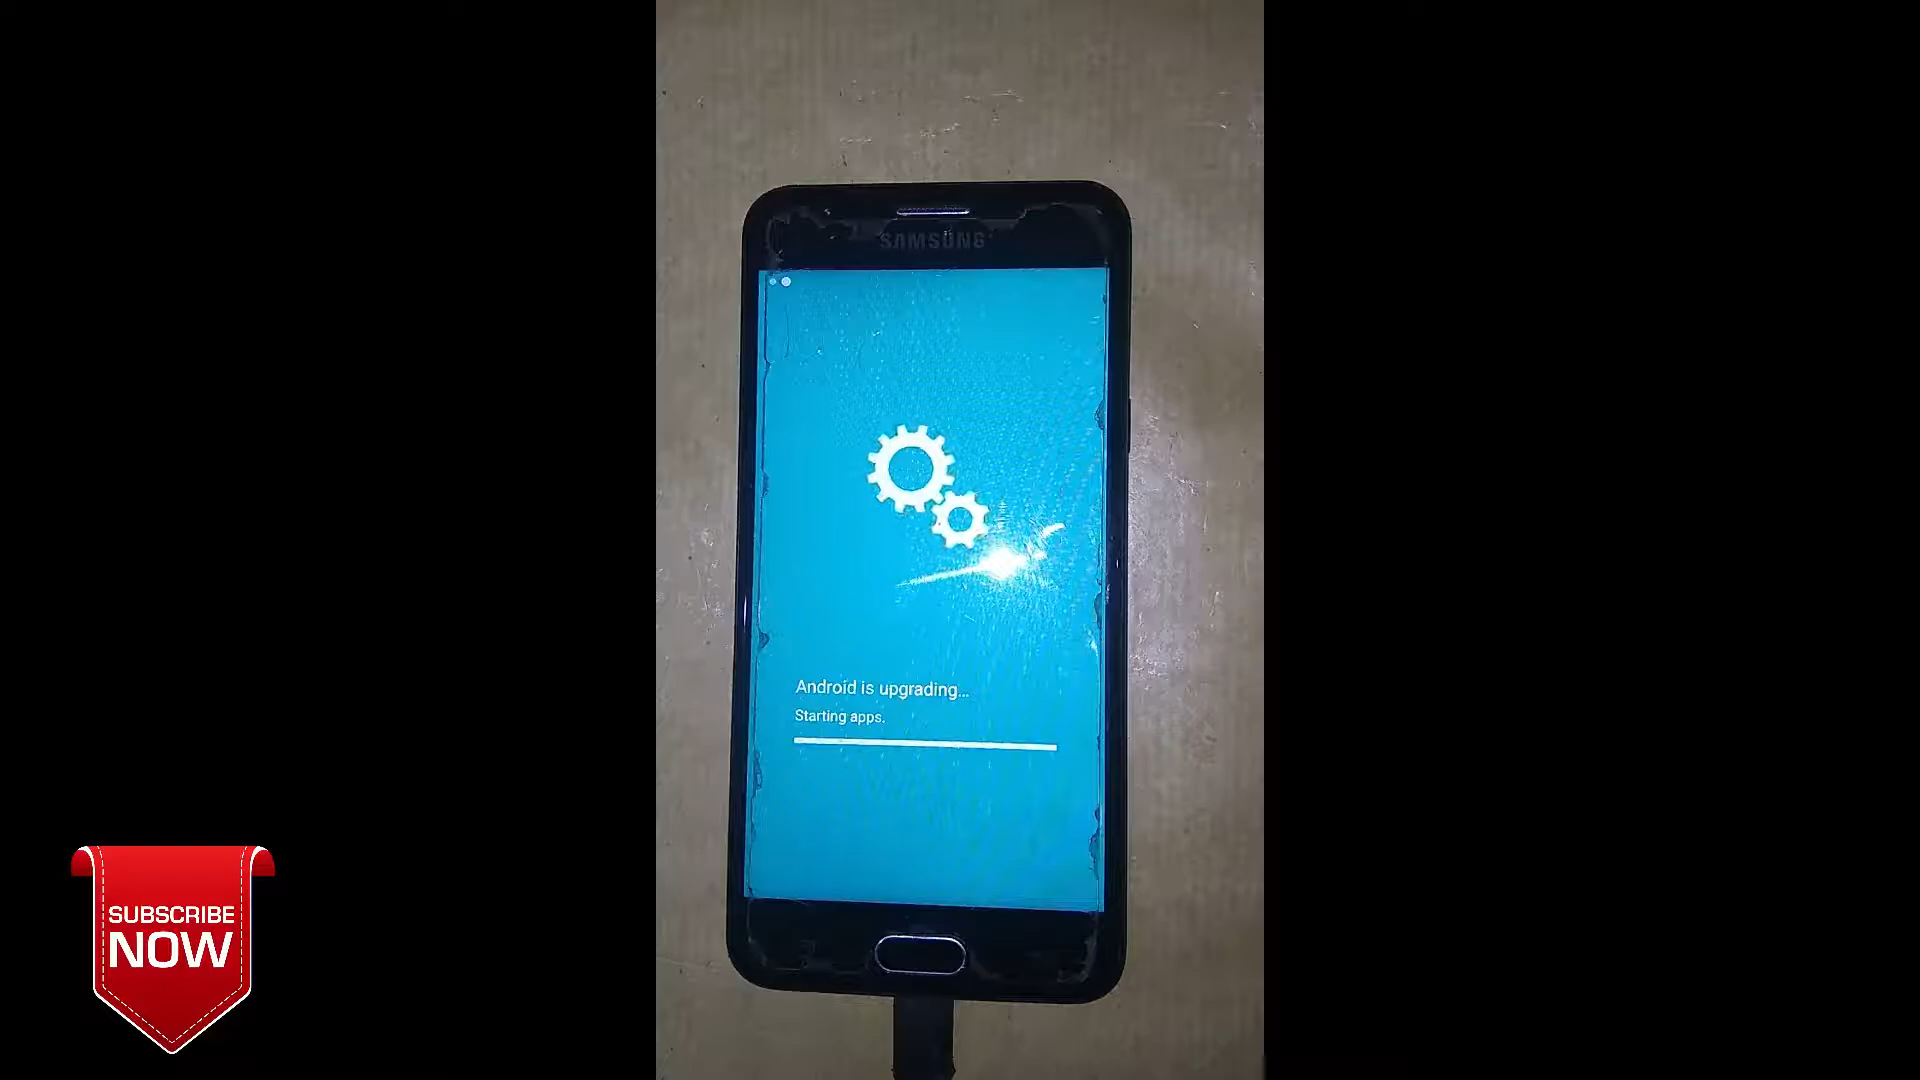 SAMSUNG
Android is upgrading...
Starting apps.
SUBSCRIBE
NOW